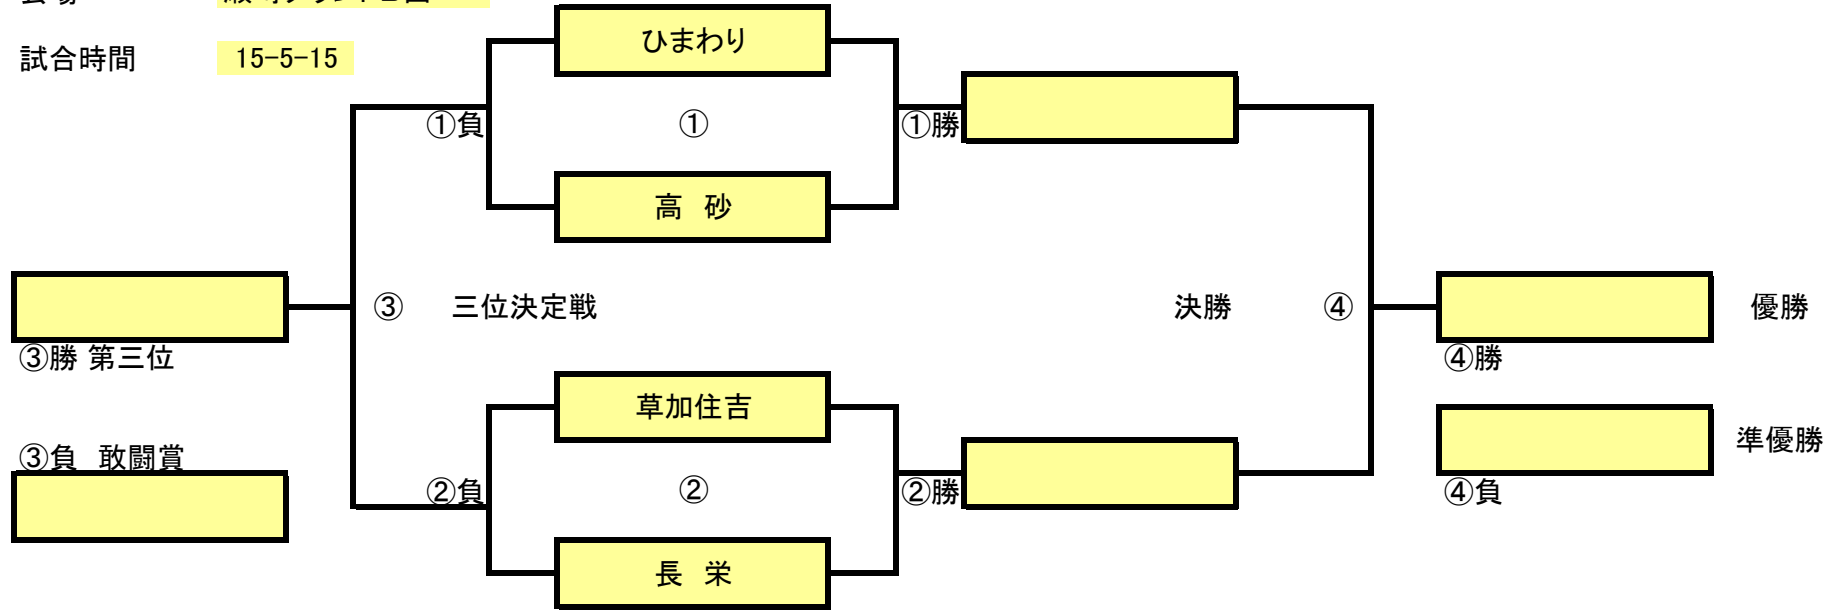 試合時間 15-5-15
ひまわり
①負 ① ①勝
高 砂
③ 三位決定戦 決勝 ④ 優勝
③勝 第三位 ④勝
草加住吉
③負 敢闘賞 準優勝
②負 ② ②勝 ④負
長 栄